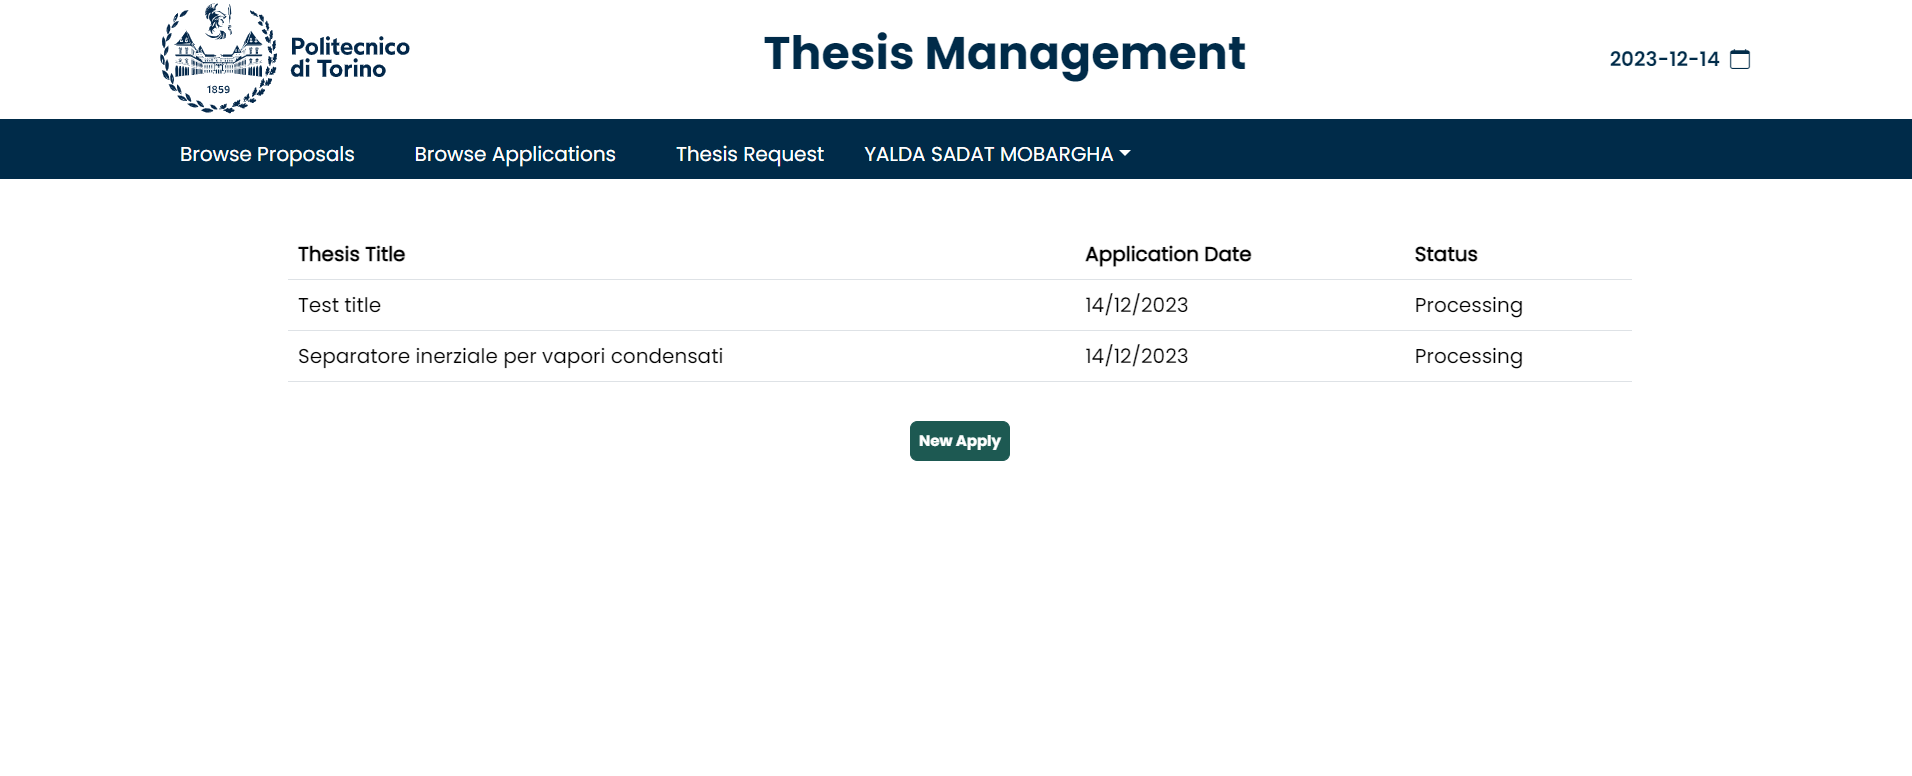 1859
Politecnico
di Torino
Thesis Management
2023-12-14
Browse Proposals Browse Applications Thesis Request YALDA SADAT MOBARGHA
Thesis Title Application Date Status
Test title 14/12/2023 Processing
Separatore inerziale per vapori condensati 14/12/2023 Processing
New Apply